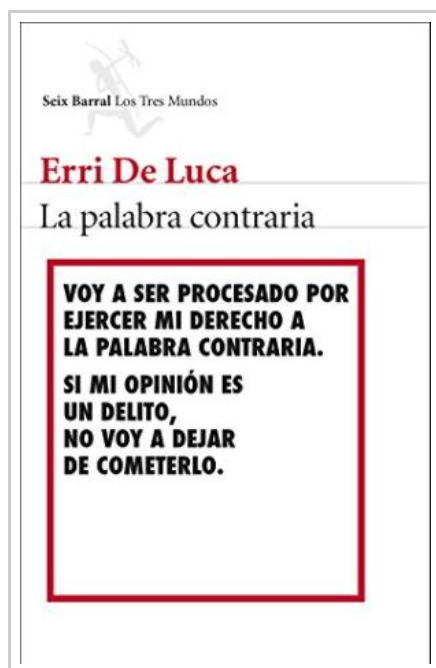 Seix Barral Los Tres Mundos
Erri De Luca
La palabra contraria
VOY A SER PROCESADO POR
EJERCER MI DERECHO A
LA PALABRA CONTRARIA.
SI MI OPINIÓN ES
UN DELITO,
NO VOY A DEJAR
DE COMETERLO.